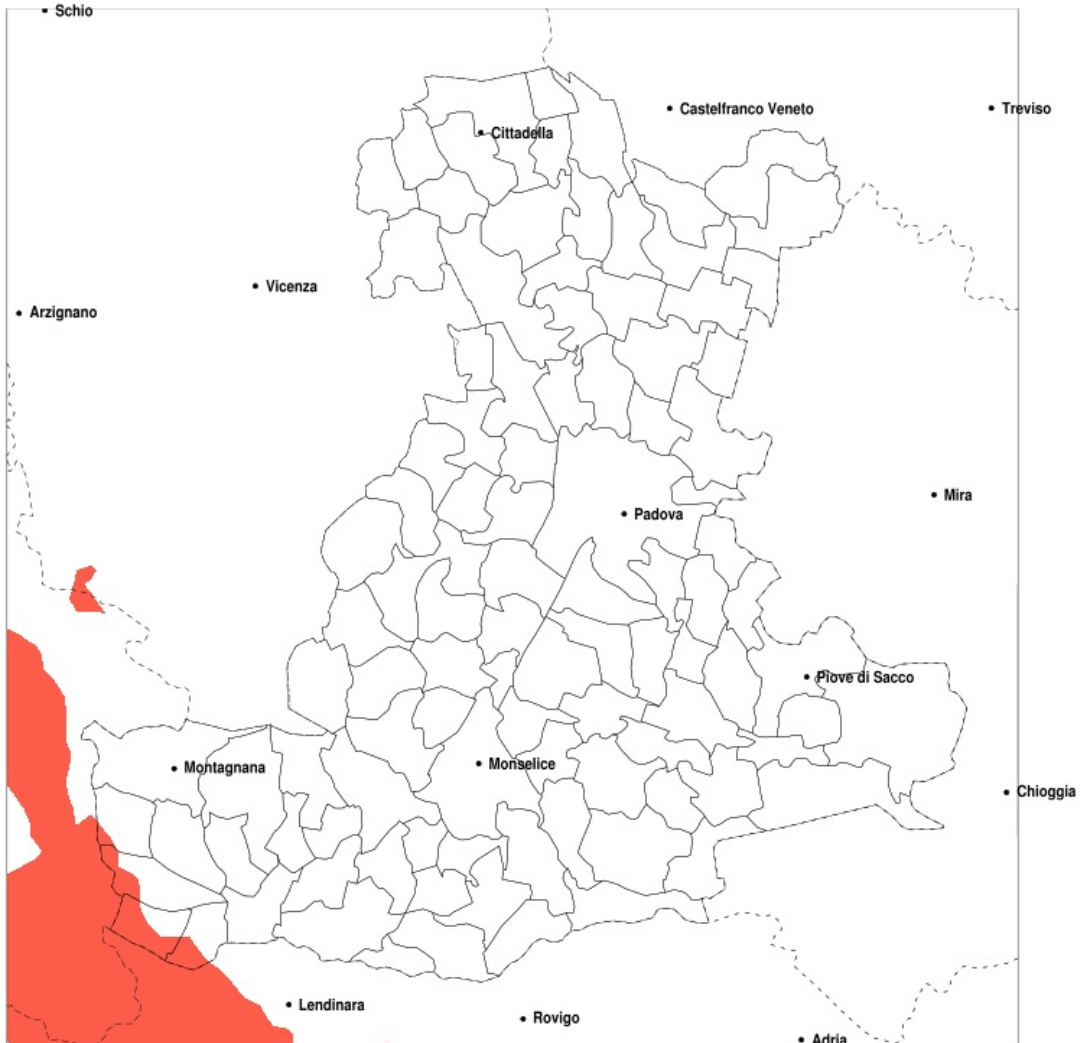 Schio
Castelfranco Veneto
Treviso
Cittadella
Vicenza
Arzignano
Mira
Padova
Piove di Sacco
Monselice
Montagnana
Chioggia
Lendinara
Rovigo
Adria